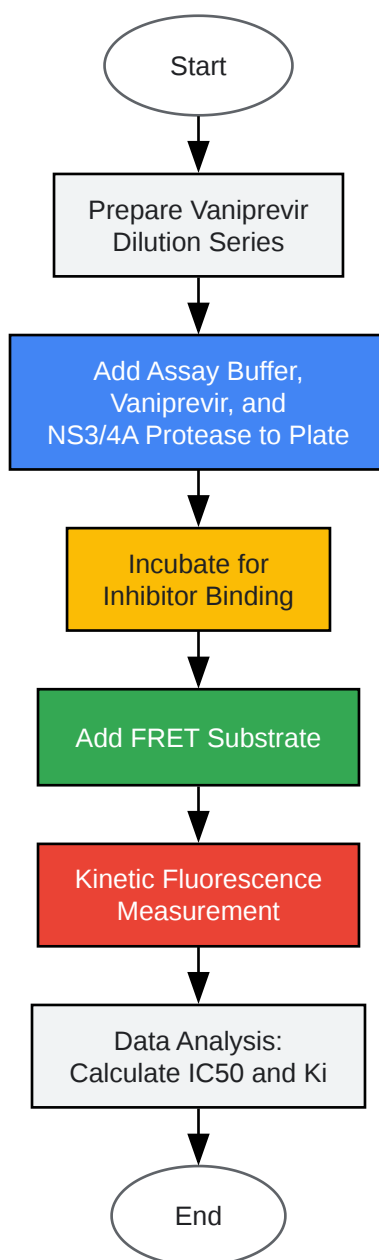 Start
Prepare Vaniprevir
Dilution Series
Add Assay Buffer,
Vaniprevir, and
NS3/4A Protease to Plate
Incubate for
Inhibitor Binding
Add FRET Substrate
Kinetic Fluorescence
Measurement
Data Analysis:
Calculate IC50 and Ki
End